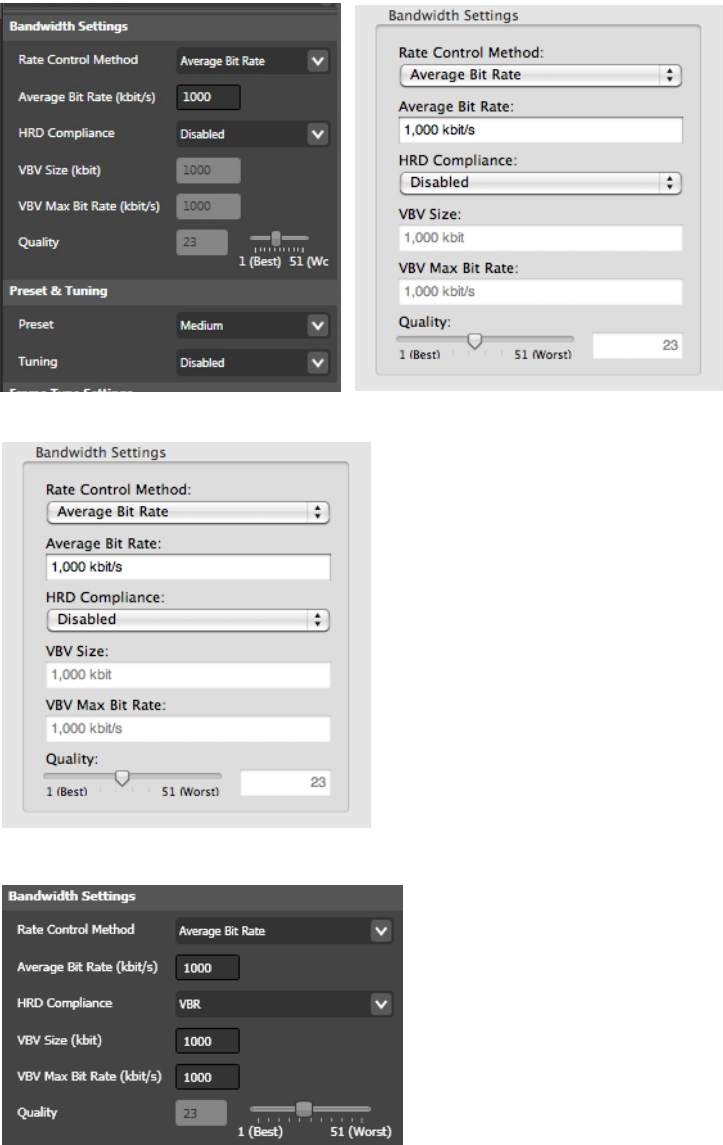 Bandwidth Settings
Rate Control Method Average Bit Rate
Average Bit Rate (kbit/s) 1000
HRD Compliance Disabled
VBV Size (kbit) 1000
VBV Max Bit Rate (kbit/s) 1000
Quality 23
1 (Best) 51 (Wc
Preset & Tuning
Preset Medium
Tuning Disabled
Bandwidth Settings
Rate Control Method:
Average Bit Rate
Average Bit Rate:
1,000 kbit/s
HRD Compliance:
Disabled
VBV Size:
1,000 kbit
VBV Max Bit Rate:
1,000 kbit/s
Quality:
23
1 (Best) 51 (Worst)
Bandwidth Settings
Rate Control Method:
Average Bit Rate
Average Bit Rate:
1,000 kbit/s
HRD Compliance:
Disabled
VBV Size:
1,000 kbit
VBV Max Bit Rate:
1,000 kbit/s
Quality:
23
1 (Best) 51 (Worst)
Bandwidth Settings
Rate Control Method Average Bit Rate
Average Bit Rate (kbit/s) 1000
HRD Compliance VBR
VBV Size (kbit) 1000
VBV Max Bit Rate (kbit/s) 1000
Quality 23
1 (Best) 51 (Worst)